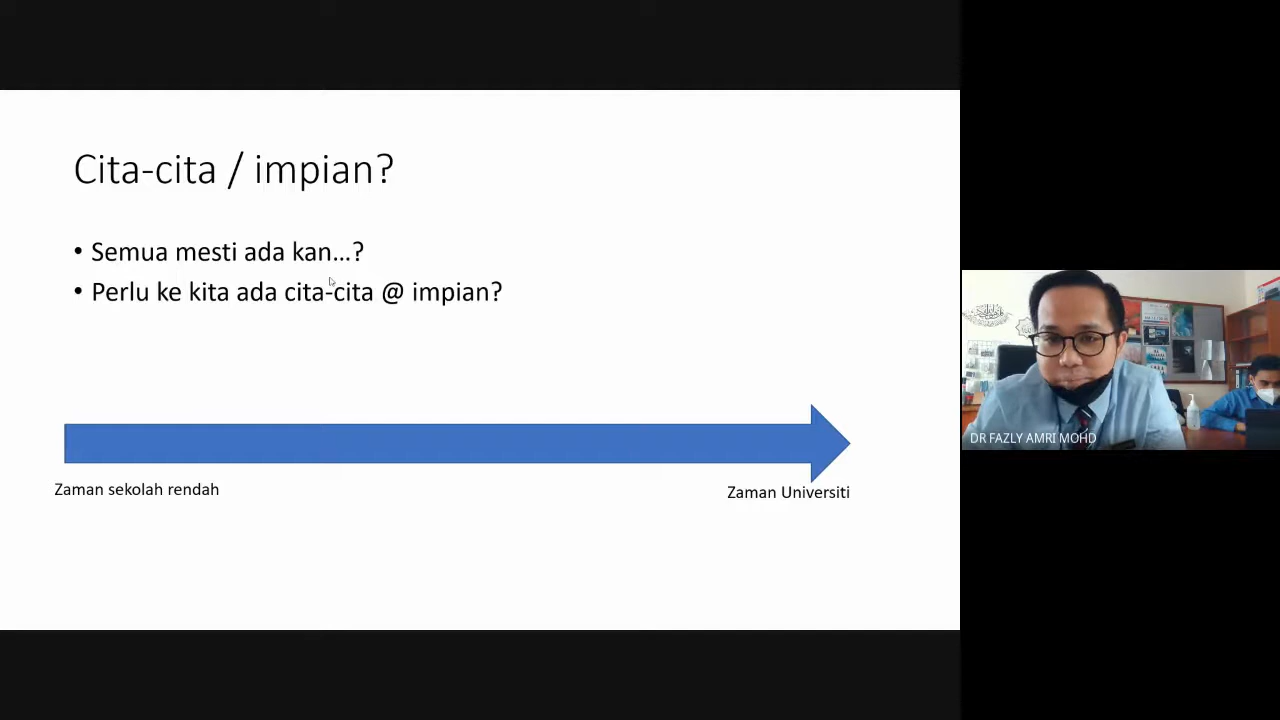 Cita-cita / impian?
• Semua mesti ada kan...?
• Perlu ke kita ada cita-cita @ impian?
Zaman sekolah rendah
Zaman Universiti
DR FAZLY AMRI MOHD